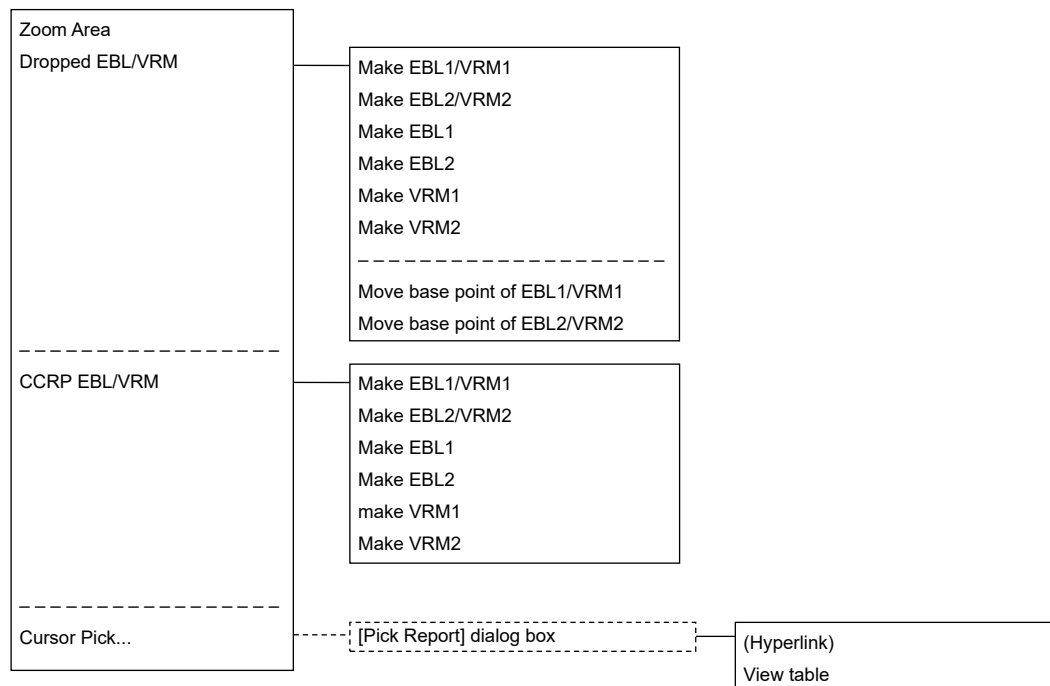 Zoom Area
Dropped EBL/VRM
Make EBL1/VRM1
Make EBL2/VRM2
Make EBL1
Make EBL2
Make VRM1
Make VRM2
Move base point of EBL1/VRM1
Move base point of EBL2/VRM2
CCRP EBL/VRM
Make EBL1/VRM1
Make EBL2/VRM2
Make EBL1
Make EBL2
make VRM1
Make VRM2
Cursor Pick...
[Pick Report] dialog box
(Hyperlink)
View table